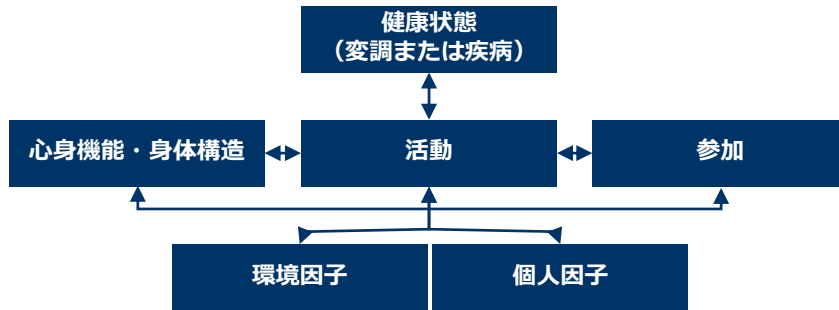 健康状態
（変調または疾病）
心身機能・身体構造
活動
参加
環境因子
個人因子